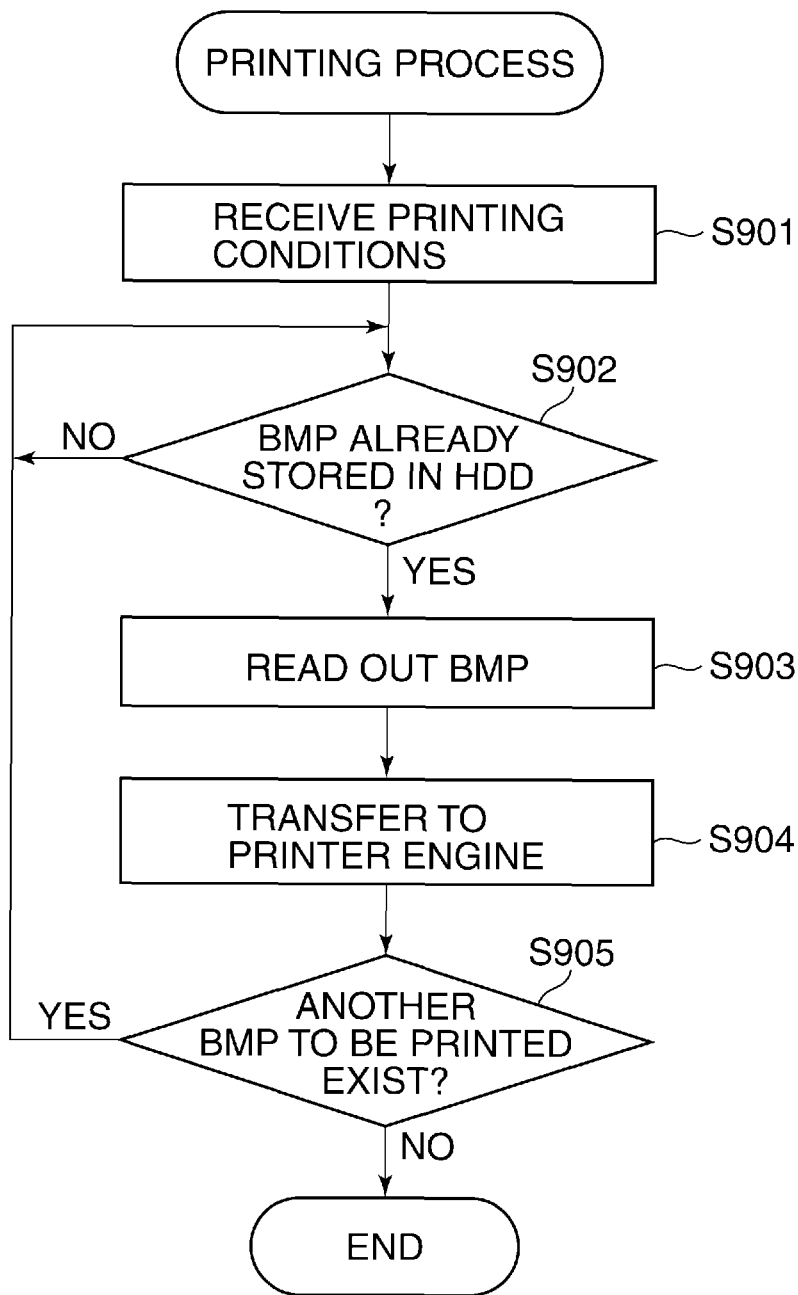 PRINTING PROCESS
RECEIVE PRINTING
CONDITIONS
S901
S902
BMP ALREADY
STORED IN HDD
?
NO
YES
READ OUT BMP
S903
TRANSFER TO
PRINTER ENGINE
S904
S905
ANOTHER
BMP TO BE PRINTED
EXIST?
YES
NO
END